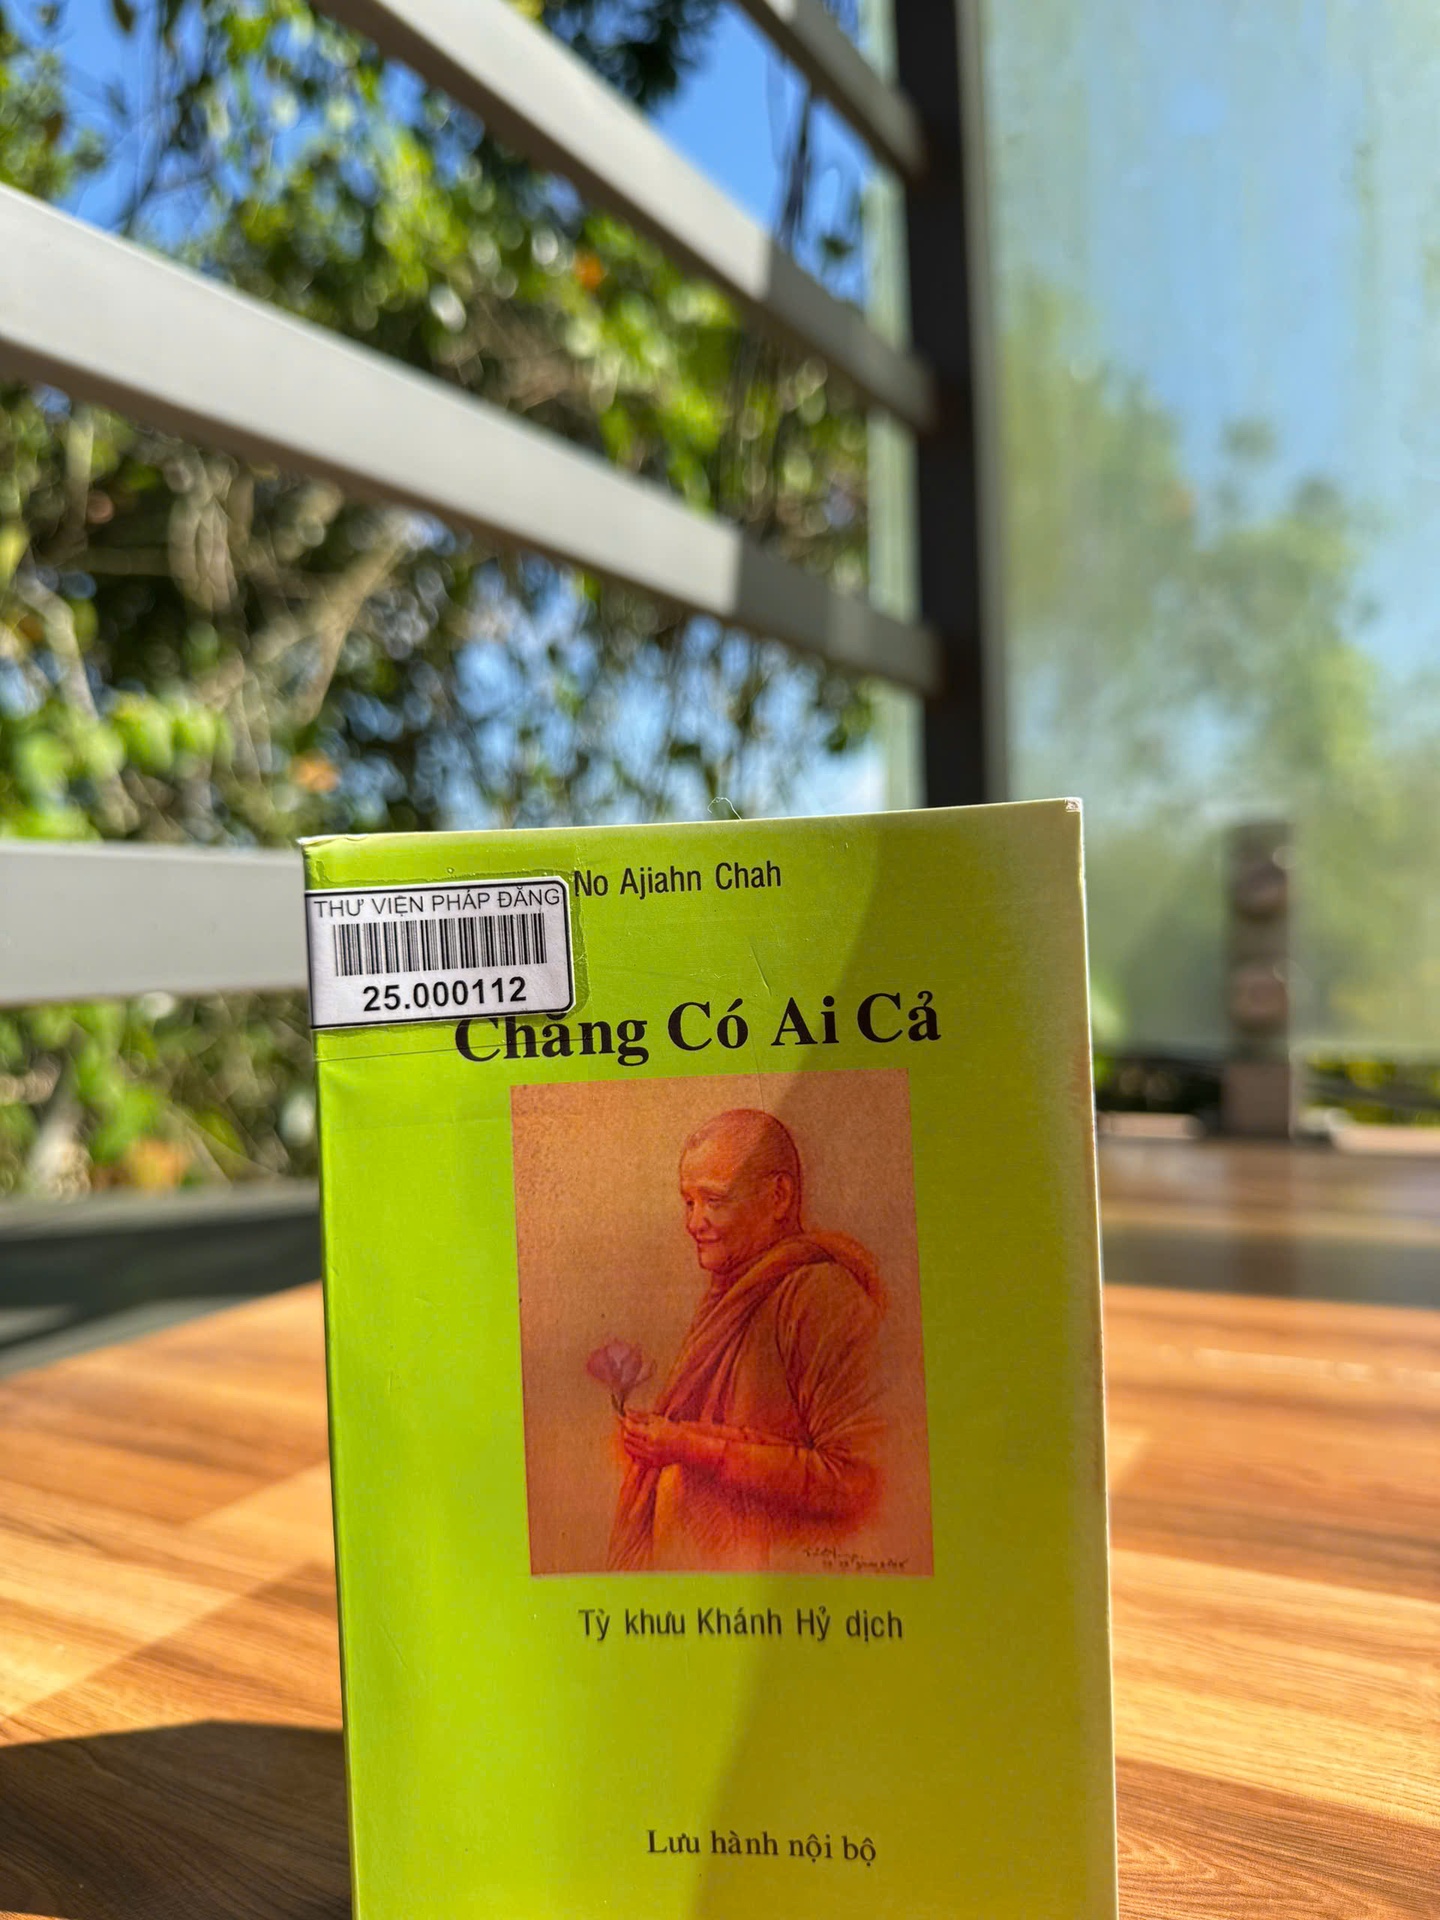 No Ajiahn Chah
THƯ VIỆN PHÁP ĐĂNG
25.000112
Chẳng Có Ai Cả
Tỳ khưu Khánh Hỷ dịch
Lưu hành nội bộ